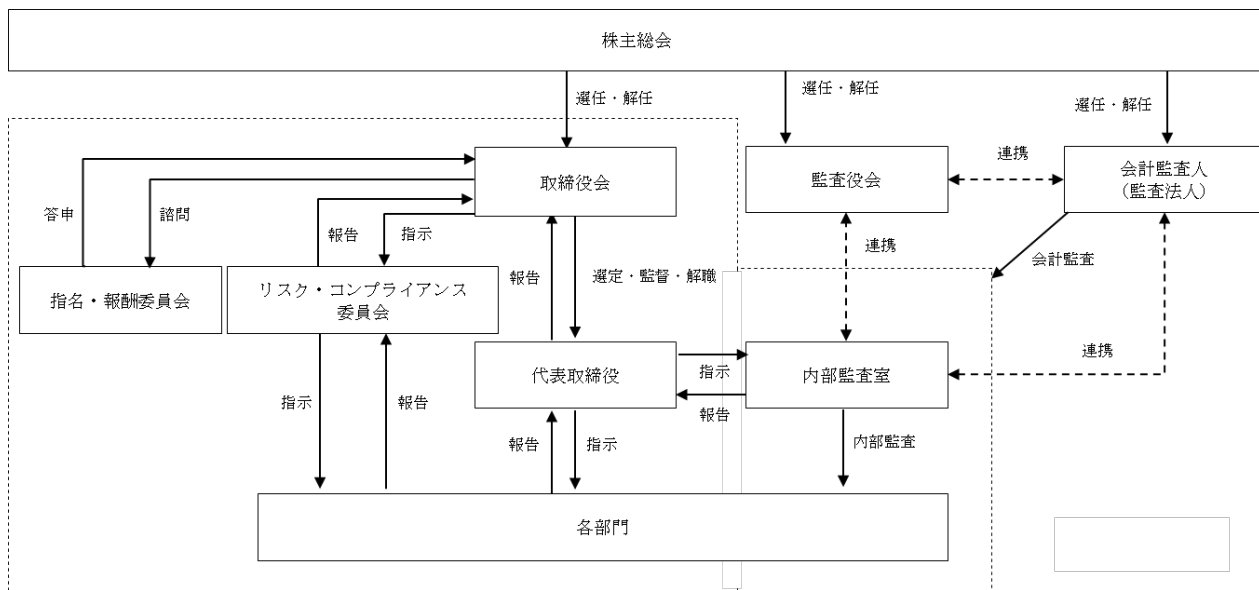 株主総会
選任・解任
選任・解任
選任・解任
取締役会
監査役会
連携
会計監査人
(監査法人)
答申
諮問
報告
指示
報告
選定・監督・解職
連携
会計監査
指名・報酬委員会
リスク・コンプライアンス
委員会
代表取締役
指示
報告
内部監査室
連携
指示
報告
報告
指示
内部監査
各部門